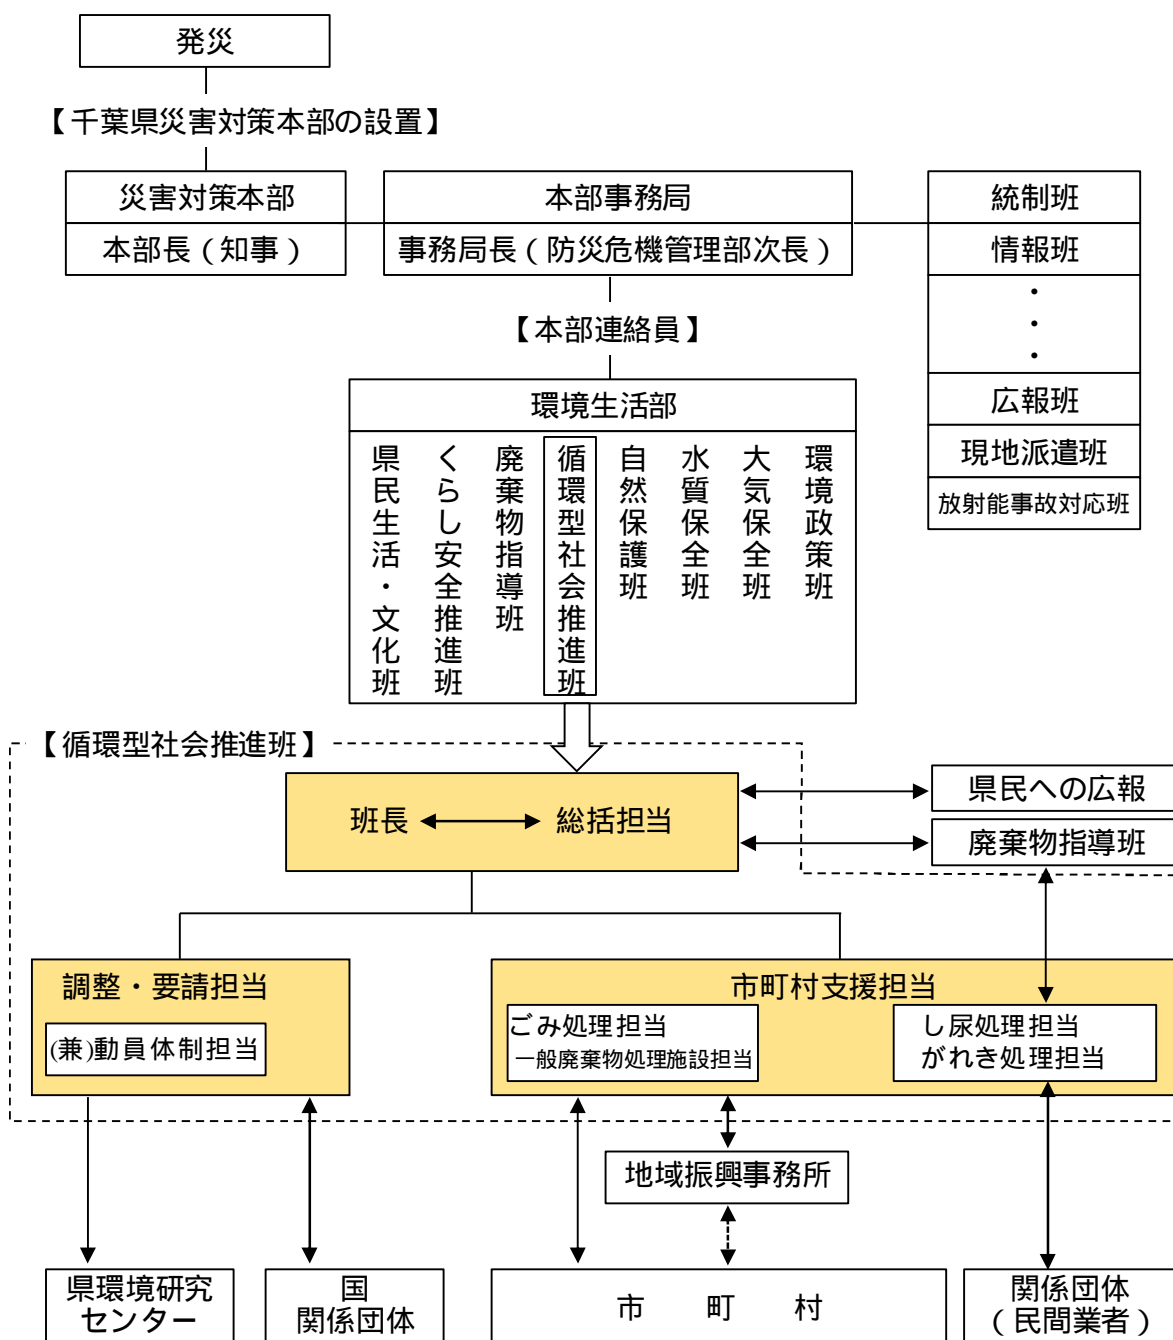 発災
【千葉県災害対策本部の設置】
災害対策本部
本部長（知事）
本部事務局
事務局長（防災危機管理部次長）
統制班
情報班
・
・
・
広報班
現地派遣班
放射能事故対応班
【本部連絡員】
環境生活部
県民生活・文化班
くらし安全推進班
廃棄物指導班
循環型社会推進班
自然保護班
水質保全班
大気保全班
環境政策班
【循環型社会推進班】
班長
総括担当
県民への広報
廃棄物指導班
調整・要請担当
(兼)動員体制担当
市町村支援担当
ごみ処理担当
一般廃棄物処理施設担当
し尿処理担当
がれき処理担当
地域振興事務所
県環境研究
センター
国
関係団体
市　町　村
関係団体
（民間業者）